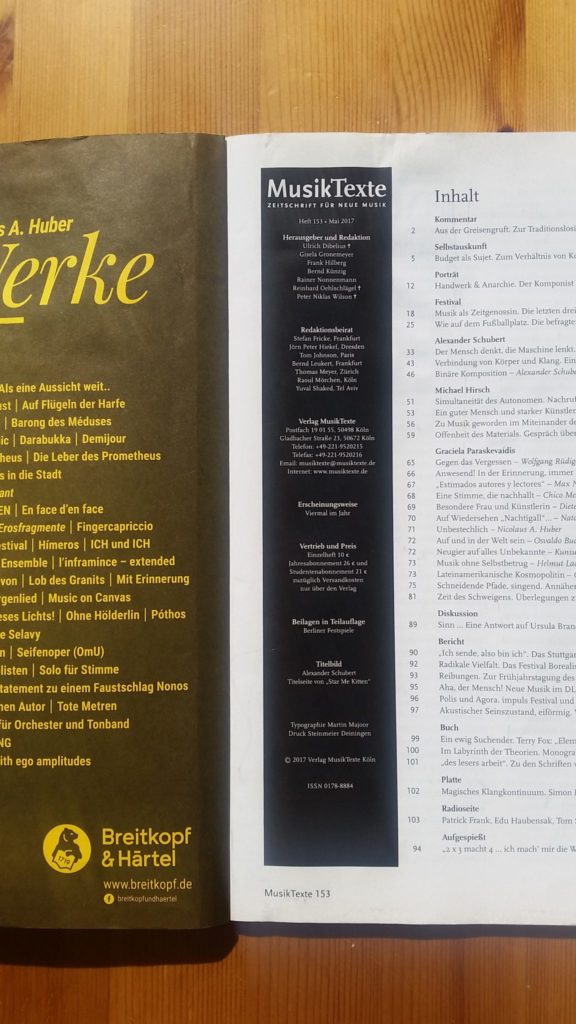 s A. Huber
Werke
Als eine Aussicht weit..
ust | Auf Flügeln der Harfe
| Barong des Méduses
ic | Darabukka | Demijour
heus | Die Leber des Prometheus
s in die Stadt
ant
EN | En face d'en face
Erosfragmente | Fingercapriccio
estival | Hímeros | ICH und ICH
Ensemble | l'inframince – extended
von | Lob des Granits | Mit Erinnerung
rgenlied | Music on Canvas
eses Lichts! | Ohne Hölderlin | Póthos
e Selavy
n | Seifenoper (OmU)
listen | Solo für Stimme
tatement zu einem Faustschlag Nonos
nen Autor | Tote Metren
für Orchester und Tonband
NG
ith ego amplitudes
1719
Breitkopf
& Härtel
www.breitkopf.de
breitkopfundhaertel
MusikTexte
ZEITSCHRIFT FÜR NEUE MUSIK
Heft 153 • Mai 2017
Herausgeber und Redaktion
Ulrich Dibelius †
Gisela Gronemeyer
Frank Hilberg
Bernd Künzig
Rainer Nonnenmann
Reinhard Oehlschlägel †
Peter Niklas Wilson †
Redaktionsbeirat
Stefan Fricke, Frankfurt
Jörn Peter Hiekel, Dresden
Tom Johnson, Paris
Bernd Leukert, Frankfurt
Thomas Meyer, Zürich
Raoul Mörchen, Köln
Yuval Shaked, Tel Aviv
Verlag MusikTexte
Postfach 19 01 55, 50498 Köln
Gladbacher Straße 23, 50672 Köln
Telefon: +49-221-9520215
Telefax: +49-221-9520216
Email: musiktexte@musiktexte.de
Internet: www.musiktexte.de
Erscheinungsweise
Viermal im Jahr
Vertrieb und Preis
Einzelheft 10 €
Jahresabonnement 26 € und
Studentenabonnement 21 €
zuzüglich Versandkosten
nur über den Verlag
Beilagen in Teilauflage
Berliner Festspiele
Titelbild
Alexander Schubert
Titelseite von „Star Me Kitten“
Typographie Martin Majoor
Druck Steinmeier Deiningen
© 2017 Verlag MusikTexte Köln
ISSN 0178-8884
MusikTexte 153
Inhalt
Kommentar
2 Aus der Greisengruft. Zur Traditionslosi
Selbstauskunft
5 Budget als Sujet. Zum Verhältnis von Ko
Porträt
12 Handwerk & Anarchie. Der Komponist
Festival
18 Musik als Zeitgenossin. Die letzten drei
25 Wie auf dem Fußballplatz. Die befragte
Alexander Schubert
33 Der Mensch denkt, die Maschine lenkt.
43 Verbindung von Körper und Klang. Ein
46 Binäre Komposition – Alexander Schuber
Michael Hirsch
51 Simultaneität des Autonomen. Nachruf
53 Ein guter Mensch und starker Künstler
56 Zu Musik geworden im Miteinander de
59 Offenheit des Materials. Gespräch über
Graciela Paraskevaídis
65 Gegen das Vergessen – Wolfgang Rüdige
66 Anwesend! In der Erinnerung, immer
67 „Estimados autores y lectores“ – Max N
68 Eine Stimme, die nachhallt – Chico Me
69 Besondere Frau und Künstlerin – Diete
70 Auf Wiedersehen „Nachtigall“... – Nata
71 Unbestechlich – Nicolaus A. Huber
72 Auf und in der Welt sein – Osvaldo Bud
72 Neugier auf alles Unbekannte – Kunsu
73 Musik ohne Selbstbetrug – Helmut La
73 Lateinamerikanische Kosmopolitin –
75 Schneidende Pfade, singend. Annäher
81 Zeit des Schweigens. Überlegungen z
Diskussion
89 Sinn ... Eine Antwort auf Ursula Bran
Bericht
90 „Ich sende, also bin ich“. Das Stuttgar
92 Radikale Vielfalt. Das Festival Borealis
93 Reibungen. Zur Frühjahrstagung des
95 Aha, der Mensch! Neue Musik im DL
96 Polis und Agora. impuls Festival und
97 Akustischer Seinszustand, eiförmig.
Buch
99 Ein ewig Suchender. Terry Fox: „Elem
100 Im Labyrinth der Theorien. Monogra
101 „des lesers arbeit“. Zu den Schriften v
Platte
102 Magisches Klangkontinuum. Simon
Radioseite
103 Patrick Frank, Edu Haubensak, Tom
Aufgespießt
94 „2 x 3 macht 4 ... ich mach' mir die W